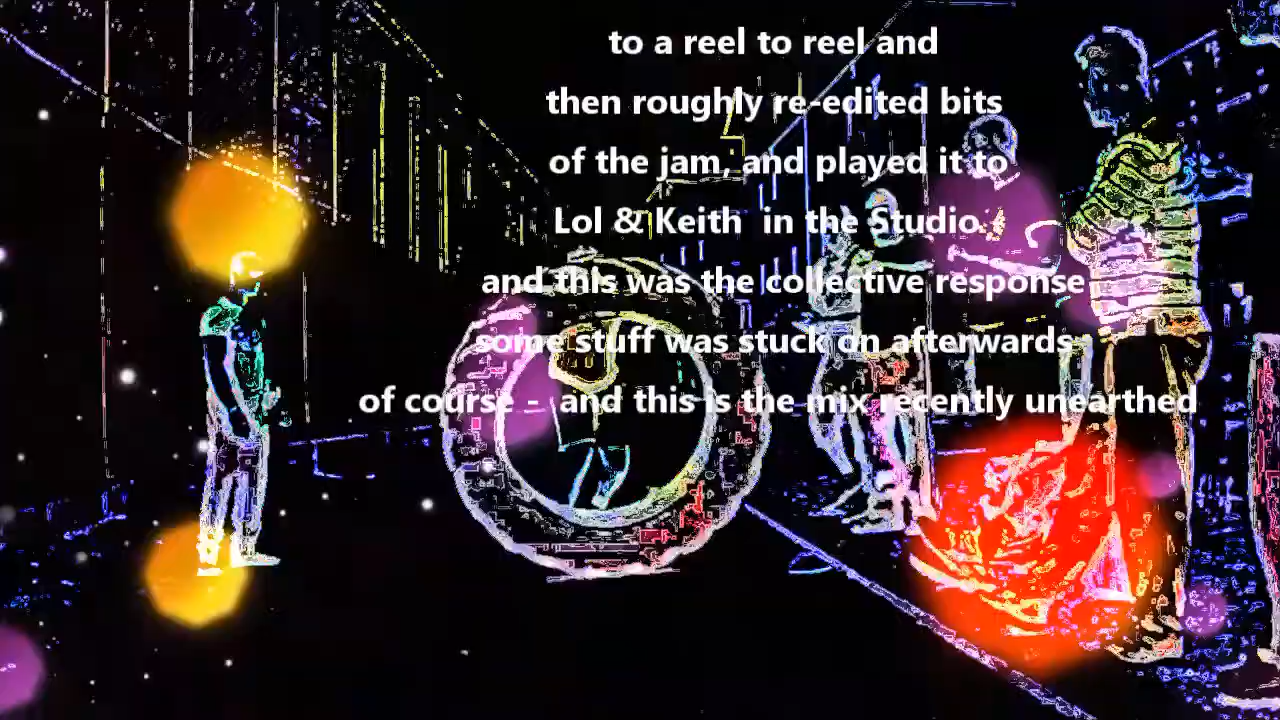 to a reel to reel and
then roughly re-edited bits
of the jam, and played it to
Lol & Keith  in the Studio.
and this was the collective response
some stuff was stuck on afterwards
of course -  and this is the mix recently unearthed